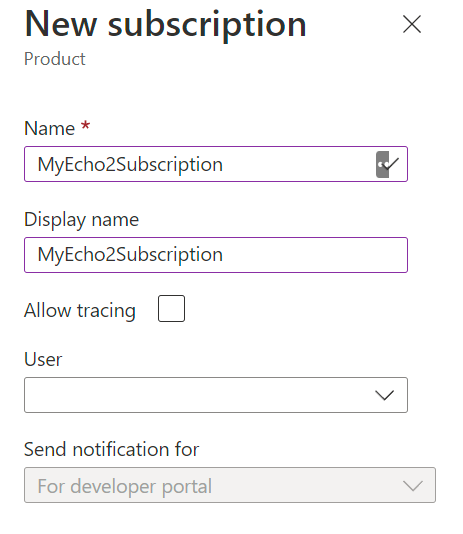 New subscription
Product
Name *
MyEcho2Subscription
Display name
MyEcho2Subscription
Allow tracing
User
Send notification for
For developer portal